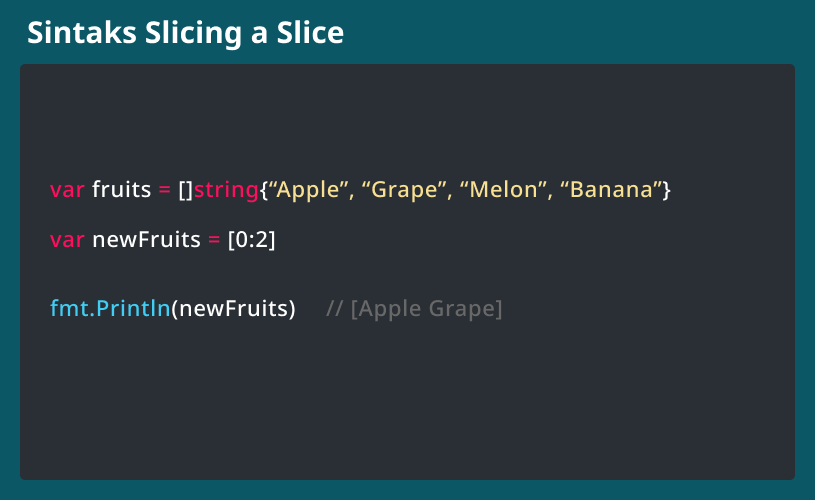 Sintaks Slicing a Slice
var fruits = []string{“Apple”, “Grape”, “Melon”, “Banana”}
var newFruits = [0:2]
fmt.Println(newFruits) // [Apple Grape]